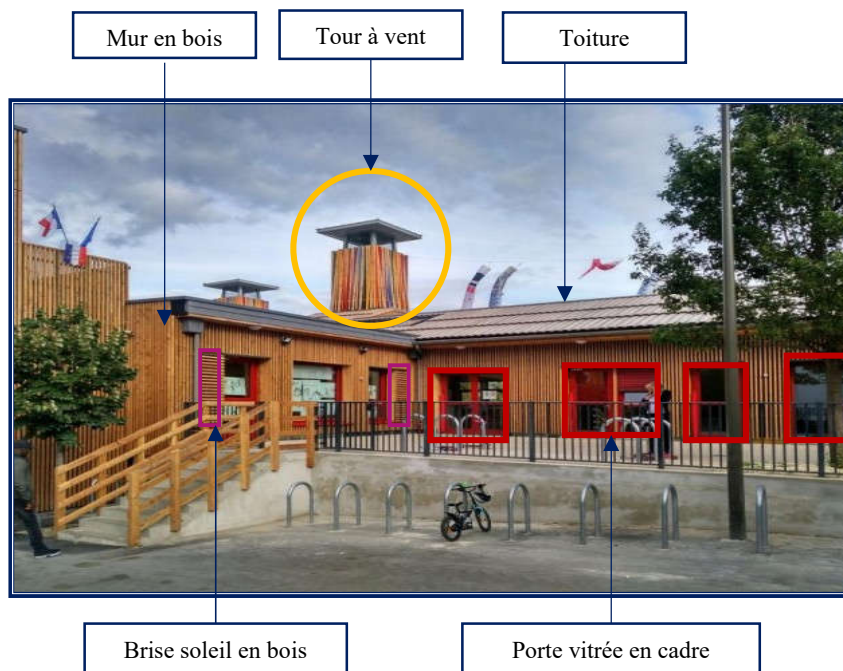 Mur en bois
Tour à vent
Toiture
Brise soleil en bois
Porte vitrée en cadre